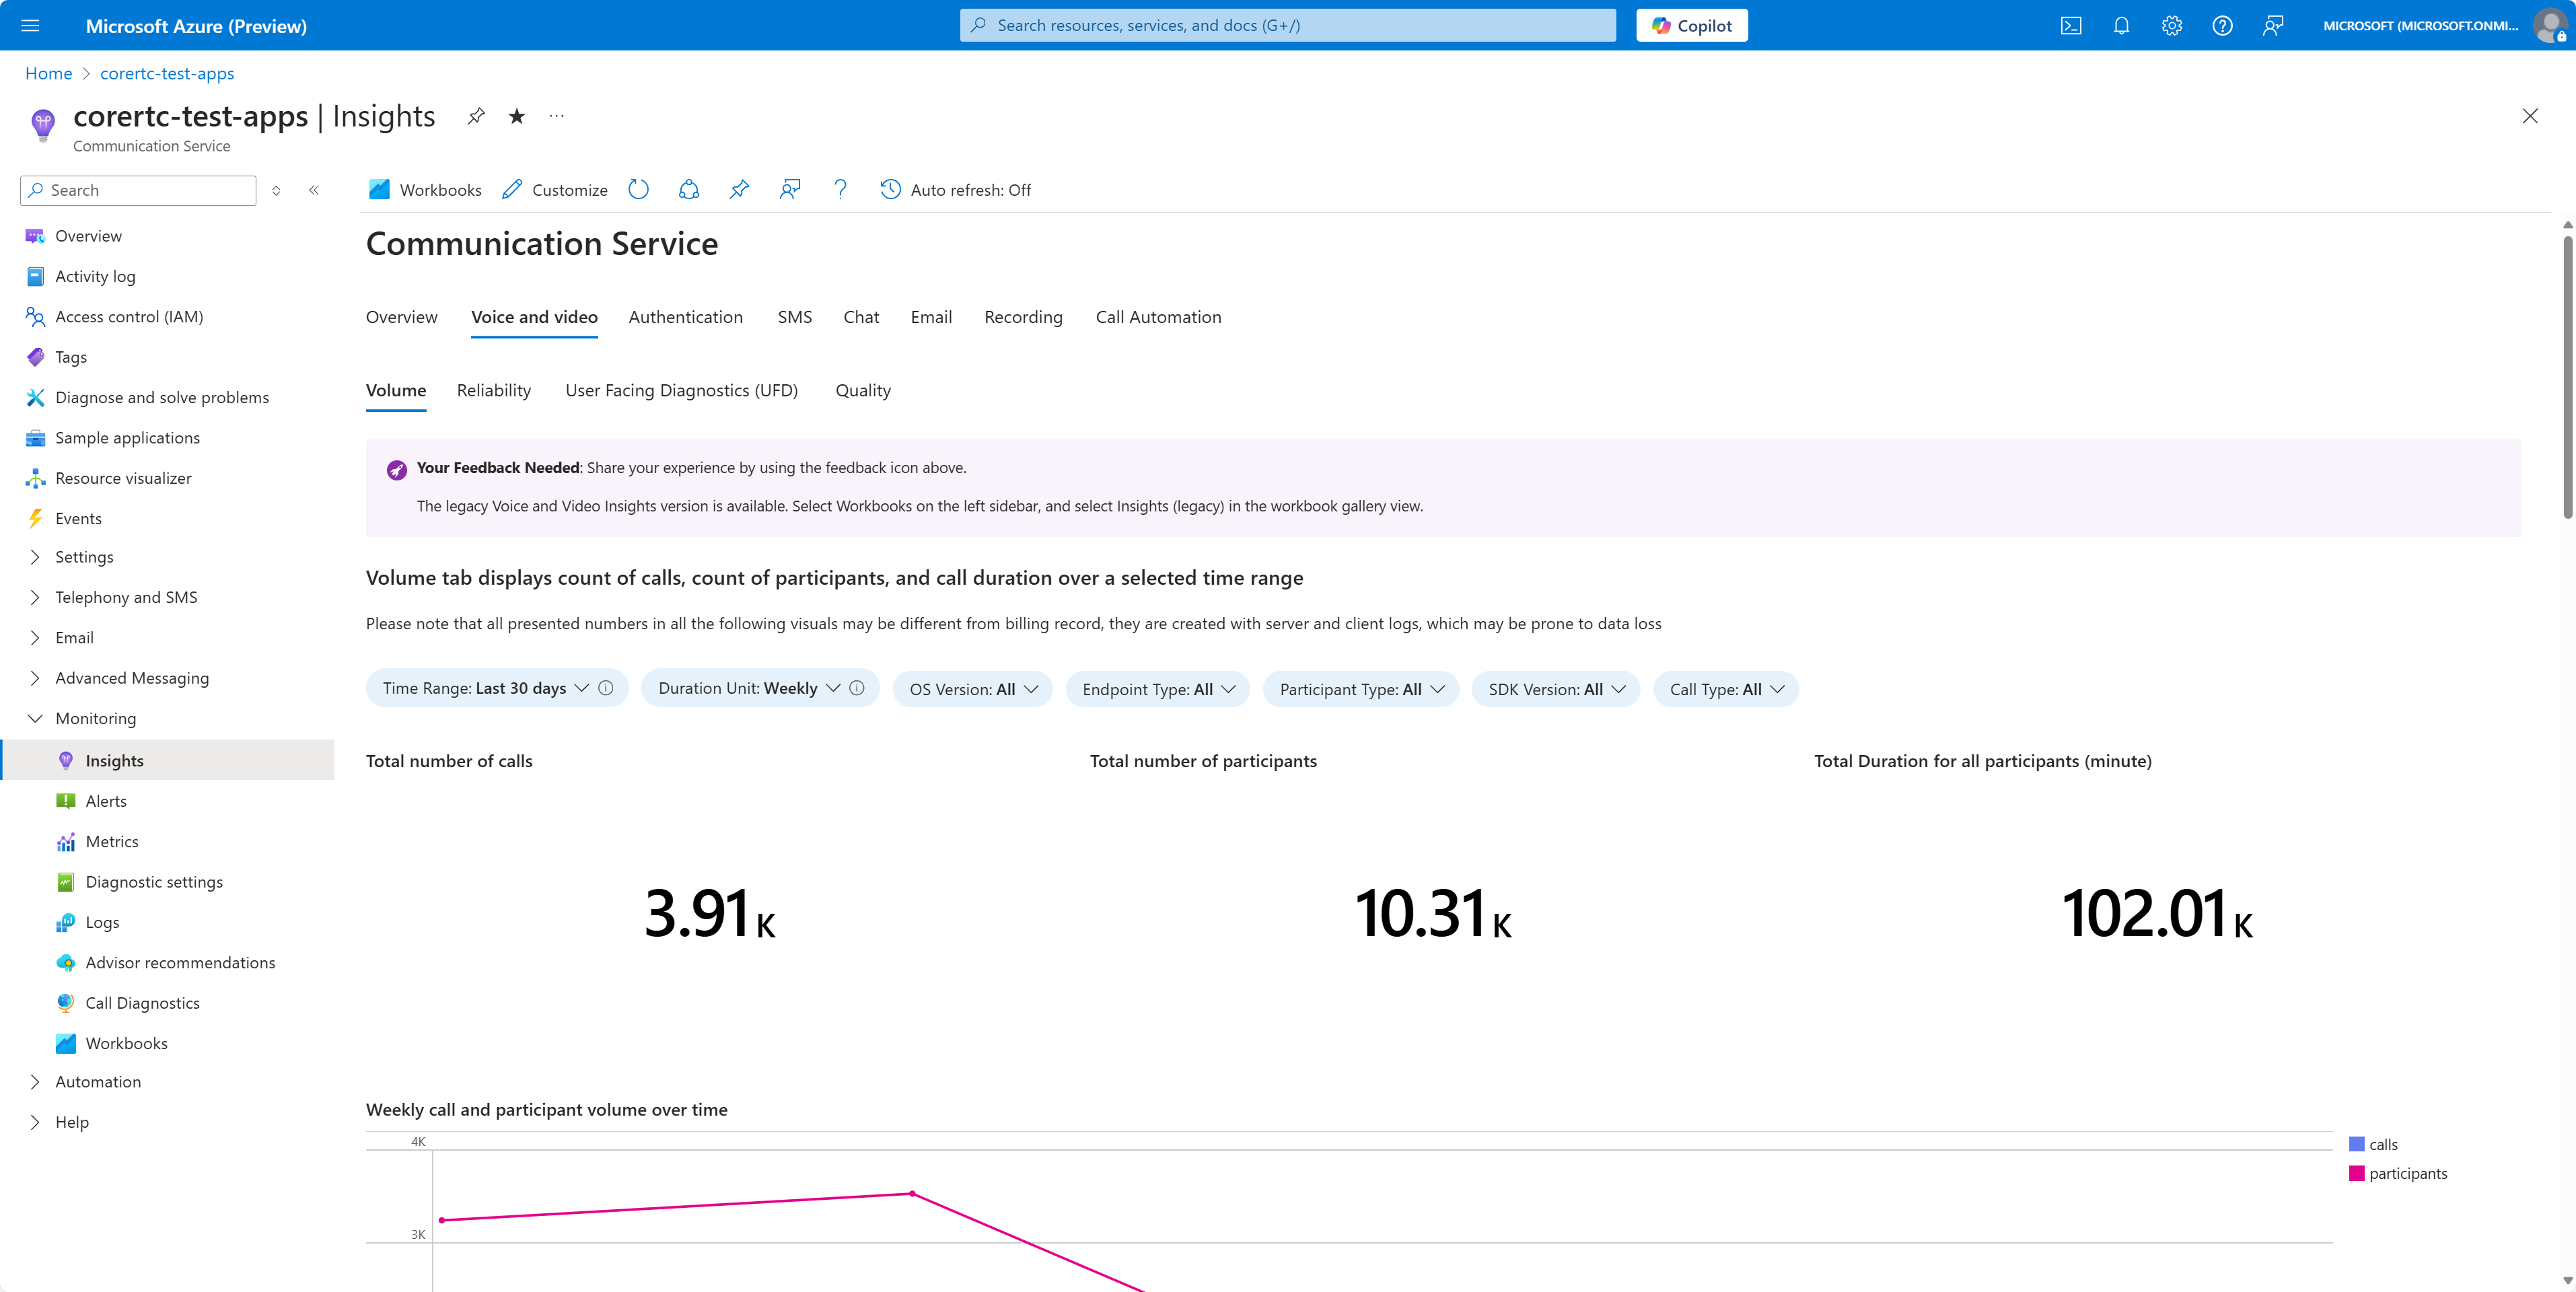 Microsoft Azure (Preview)
Search resources, services, and docs (G+/)
Copilot
MICROSOFT (MICROSOFT.ONMI...
Home
corertc-test-apps
corertc-test-apps | Insights
...
Communication Service
Search
Workbooks
Customize
Auto refresh: Off
Overview
Activity log
Access control (IAM)
Tags
Diagnose and solve problems
Sample applications
Resource visualizer
Events
Settings
Telephony and SMS
Email
Advanced Messaging
Monitoring
Insights
Alerts
Metrics
Diagnostic settings
Logs
Advisor recommendations
Call Diagnostics
Workbooks
Automation
Help
Communication Service
Overview
Voice and video
Authentication
SMS
Chat
Email
Recording
Call Automation
Volume
Reliability
User Facing Diagnostics (UFD)
Quality
Your Feedback Needed: Share your experience by using the feedback icon above.
The legacy Voice and Video Insights version is available. Select Workbooks on the left sidebar, and select Insights (legacy) in the workbook gallery view.
Volume tab displays count of calls, count of participants, and call duration over a selected time range
Please note that all presented numbers in all the following visuals may be different from billing record, they are created with server and client logs, which may be prone to data loss
Time Range: Last 30 days
Duration Unit: Weekly
OS Version: All
Endpoint Type: All
Participant Type: All
SDK Version: All
Call Type: All
Total number of calls
3.91K
Total number of participants
10.31K
Total Duration for all participants (minute)
102.01K
Weekly call and participant volume over time
4K
3K
calls
participants